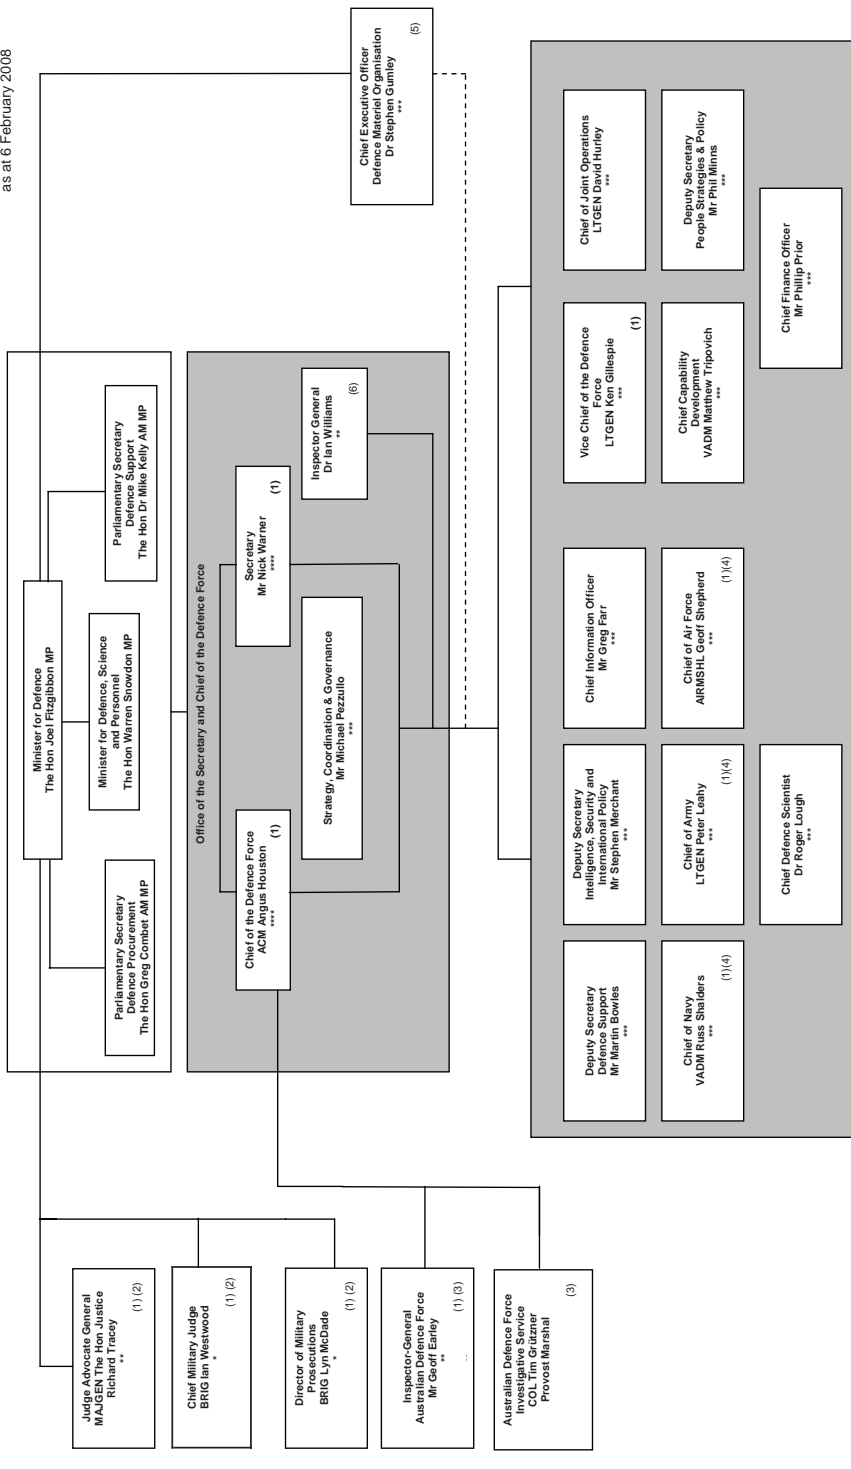 as at 6 February 2008
Minister for Defence
The Hon Joel Fitzgibbon MP
Parliamentary Secretary
Defence Procurement
The Hon Greg Combet AM MP
Minister for Defence, Science
and Personnel
The Hon Warren Snowdon MP
Parliamentary Secretary
Defence Support
The Hon Dr Mike Kelly AM MP
Judge Advocate General
MAJGEN The Hon Justice
Richard Tracey
**
(1) (2)
Chief Military Judge
BRIG Ian Westwood
*
(1) (2)
Director of Military
Prosecutions
BRIG Lyn McDade
*
(1) (2)
Inspector-General
Australian Defence Force
Mr Geoff Earley
**
(1) (3)
Australian Defence Force
Investigative Service
COL Tim Grützner
Provost Marshal
(3)
Office of the Secretary and Chief of the Defence Force
Chief of the Defence Force
ACM Angus Houston
****
(1)
Secretary
Mr Nick Warner
****
(1)
Strategy, Coordination & Governance
Mr Michael Pezzullo
***
Inspector General
Dr Ian Williams
**
(6)
Chief Executive Officer
Defence Materiel Organisation
Dr Stephen Gumley
***
(5)
Deputy Secretary
Defence Support
Mr Martin Bowles
***
Deputy Secretary
Intelligence, Security and
International Policy
Mr Stephen Merchant
***
Chief Information Officer
Mr Greg Farr
***
Vice Chief of the Defence
Force
LTGEN Ken Gillespie
***
(1)
Chief of Joint Operations
LTGEN David Hurley
***
Chief of Navy
VADM Russ Shalders
***
(1)(4)
Chief of Army
LTGEN Peter Leahy
***
(1)(4)
Chief of Air Force
AIRMSHL Geoff Shepherd
***
(1)(4)
Chief Capability
Development
VADM Matthew Tripovich
***
Deputy Secretary
People Strategies & Policy
Mr Phil Minns
***
Chief Defence Scientist
Dr Roger Lough
***
Chief Finance Officer
Mr Phillip Prior
***